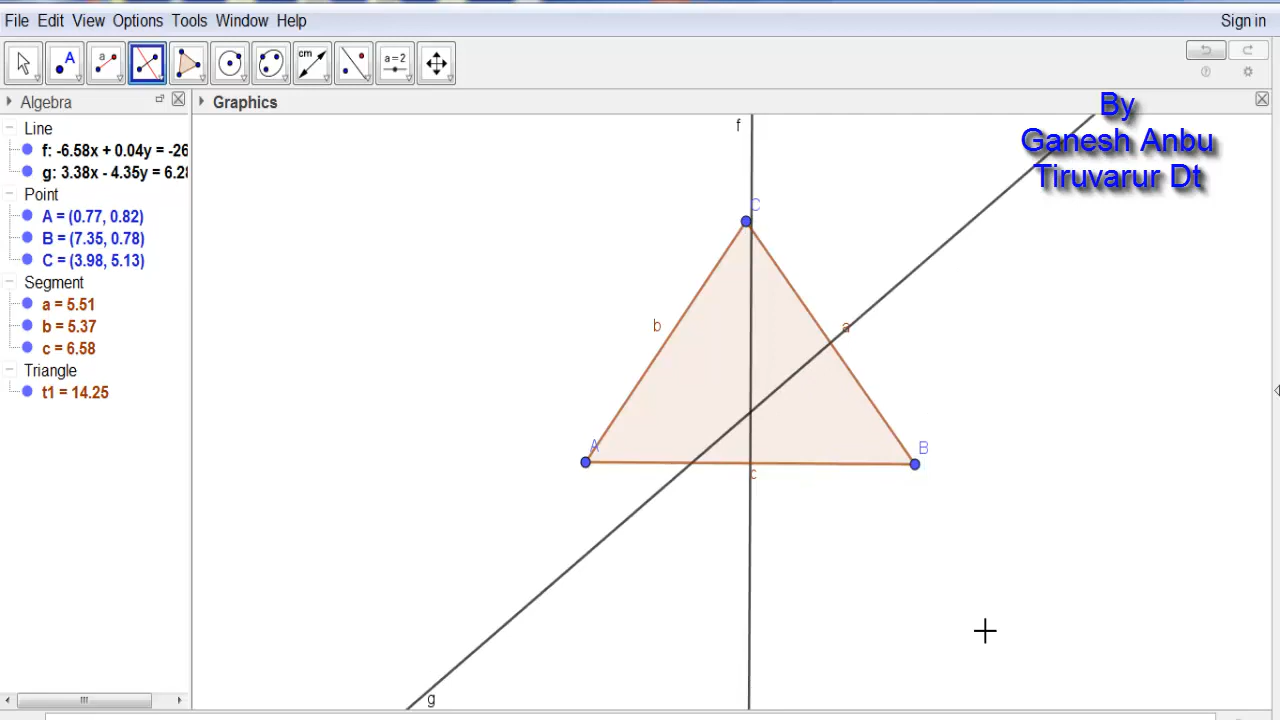 File Edit View Options Tools Window Help Sign in
A a cm a=2
Algebra
Graphics
Line
f: -6.58x + 0.04y = -26
g: 3.38x - 4.35y = 6.28
Point
A = (0.77, 0.82)
B = (7.35, 0.78)
C = (3.98, 5.13)
Segment
a = 5.51
b = 5.37
c = 6.58
Triangle
t1 = 14.25
By
Ganesh Anbu
Tiruvarur Dt
f
C
b
a
A
B
c
g